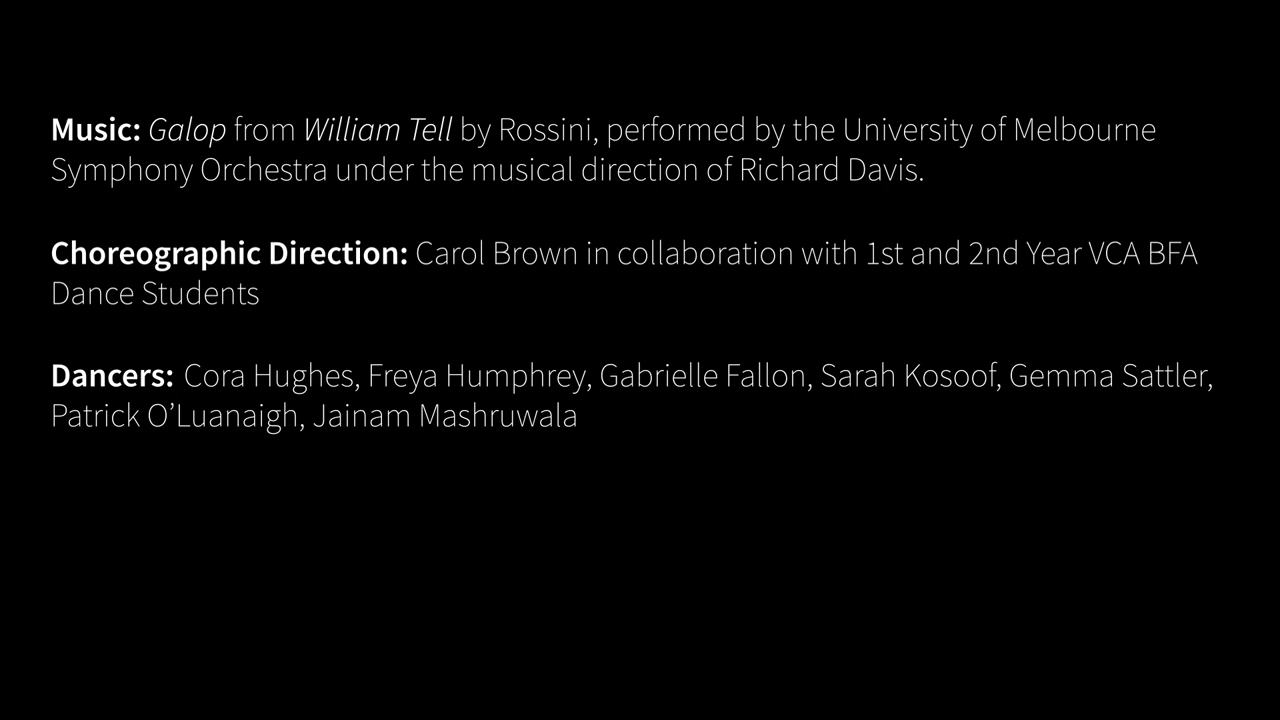 Music: Galop from William Tell by Rossini, performed by the University of Melbourne
Symphony Orchestra under the musical direction of Richard Davis.
Choreographic Direction: Carol Brown in collaboration with 1st and 2nd Year VCA BFA
Dance Students
Dancers: Cora Hughes, Freya Humphrey, Gabrielle Fallon, Sarah Kosoof, Gemma Sattler,
Patrick O’Luanaigh, Jainam Mashruwala